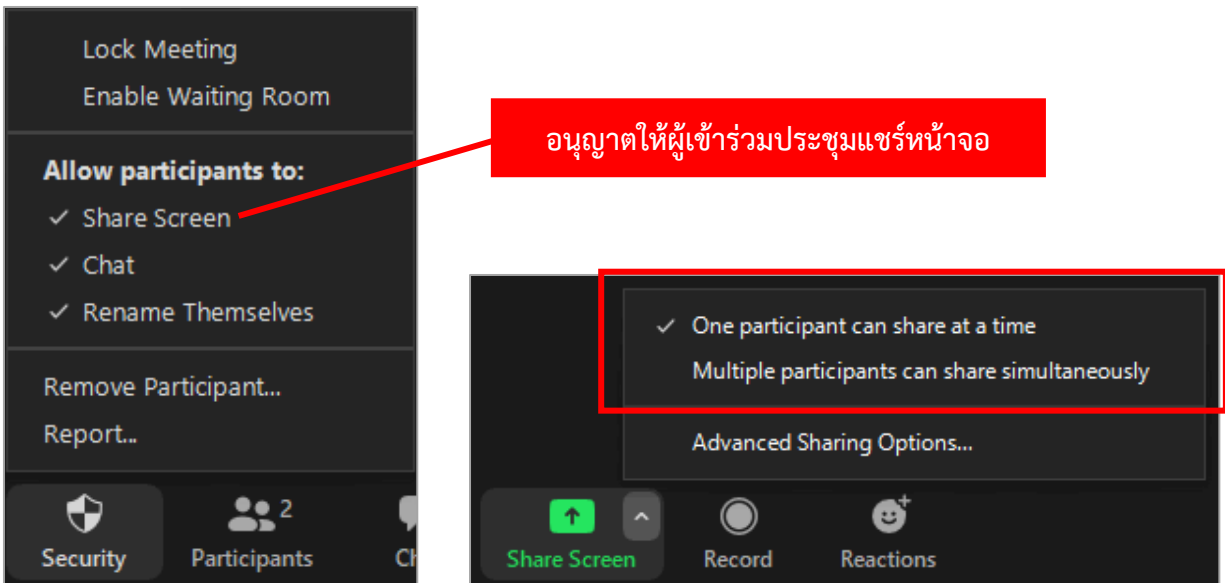 Lock Meeting
Enable Waiting Room
Allow participants to:
✓ Share Screen
✓ Chat
✓ Rename Themselves
Remove Participant...
Report...
Security
Participants 2
อนุญาตให้ผู้เข้าร่วมประชุมแชร์หน้าจอ
✓ One participant can share at a time
Multiple participants can share simultaneously
Advanced Sharing Options...
Share Screen
Record
Reactions